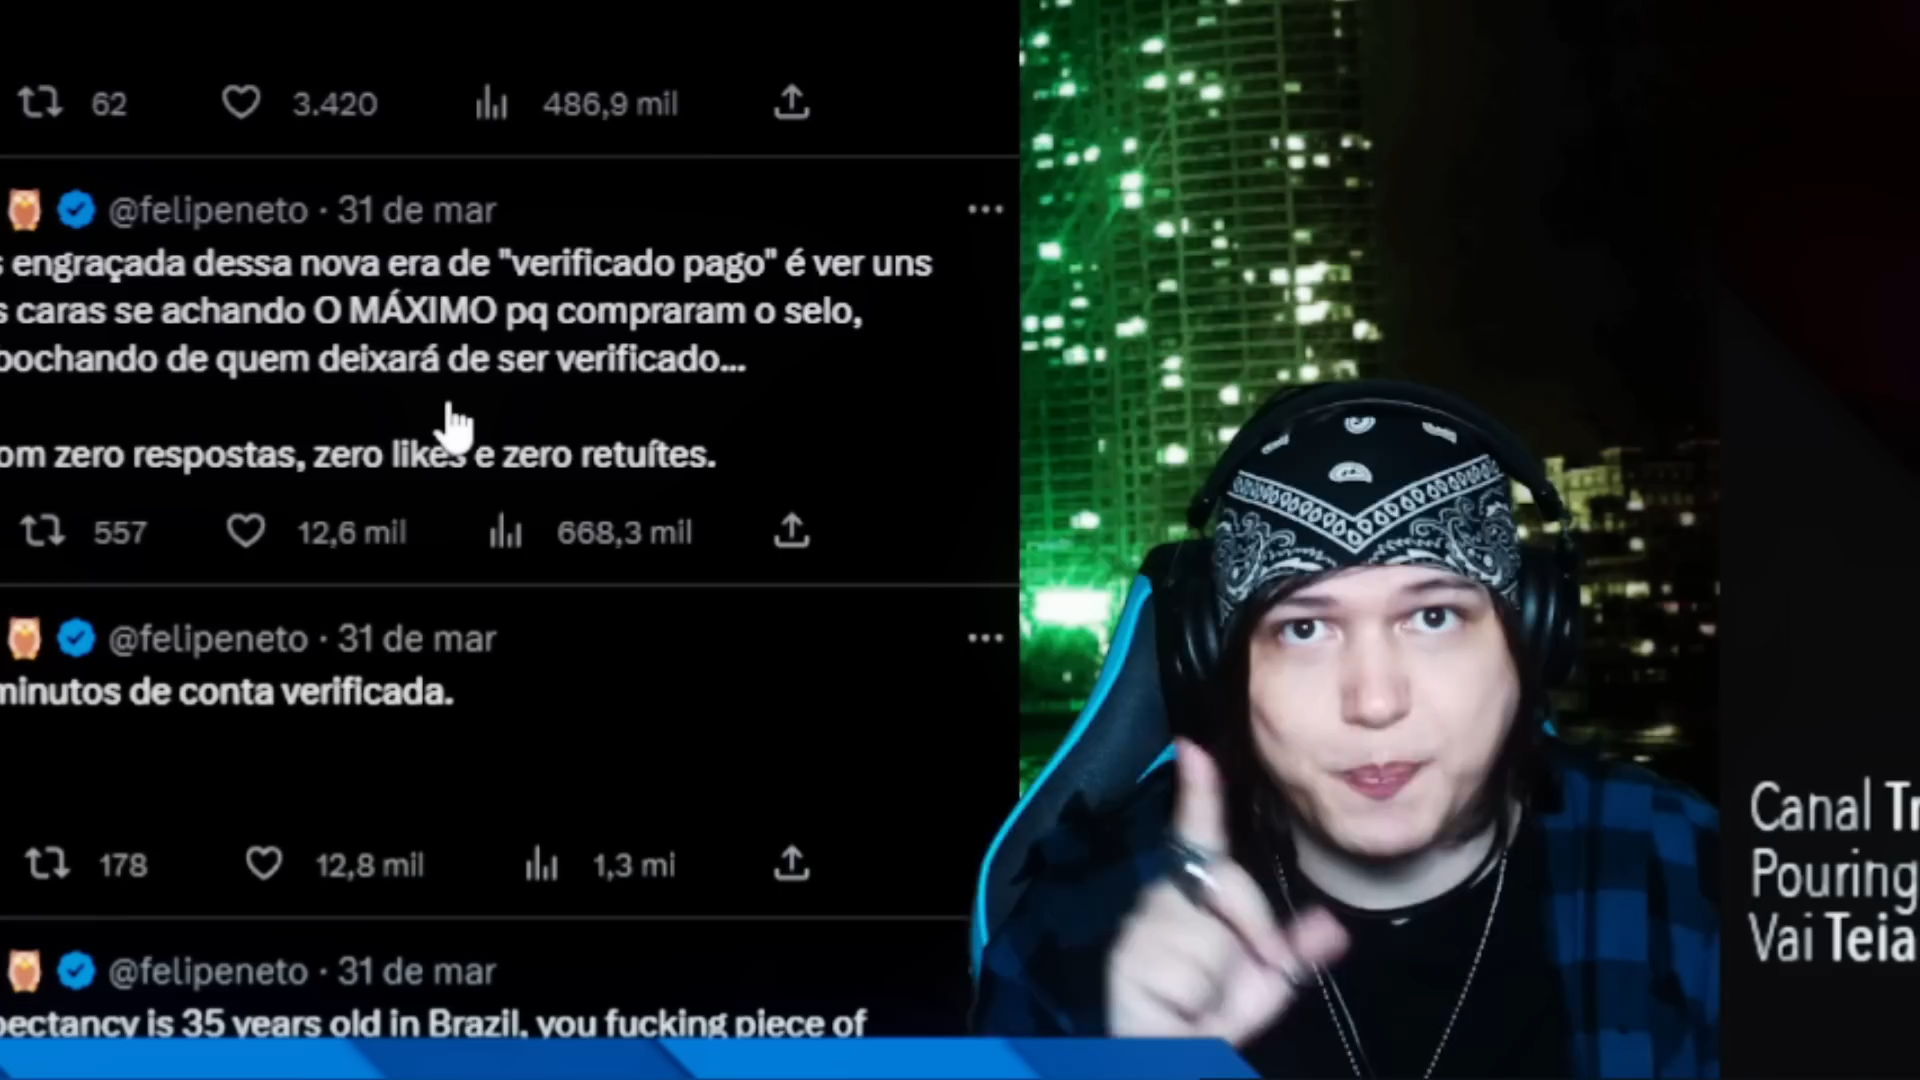 62 3.420 486,9 mil
@felipeneto · 31 de mar
engraçada dessa nova era de "verificado pago" é ver uns
caras se achando O MÁXIMO pq compraram o selo,
de quem deixará de ser verificado...
zero respostas, zero likes e zero retuítes.
557 12,6 mil 668,3 mil
@felipeneto · 31 de mar
minutos de conta verificada.
178 12,8 mil 1,3 mi
@felipeneto · 31 de mar
is 35 years old in Brazil, you fucking piece of
Canal
Pouring
Vai Teia